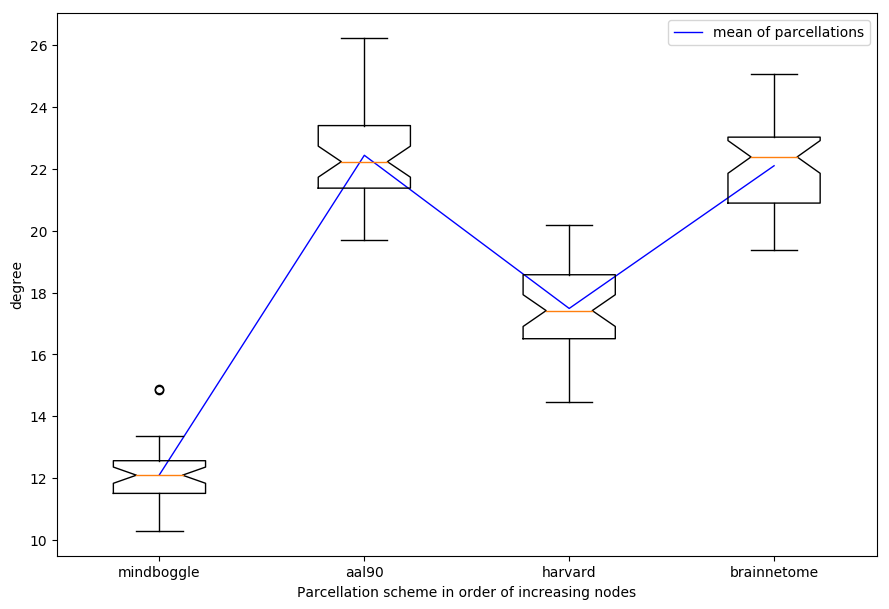 mean of parcellations
26
24
22
20
18
16
14
12
10
degree
mindboggle
aal90
harvard
brainnetome
Parcellation scheme in order of increasing nodes